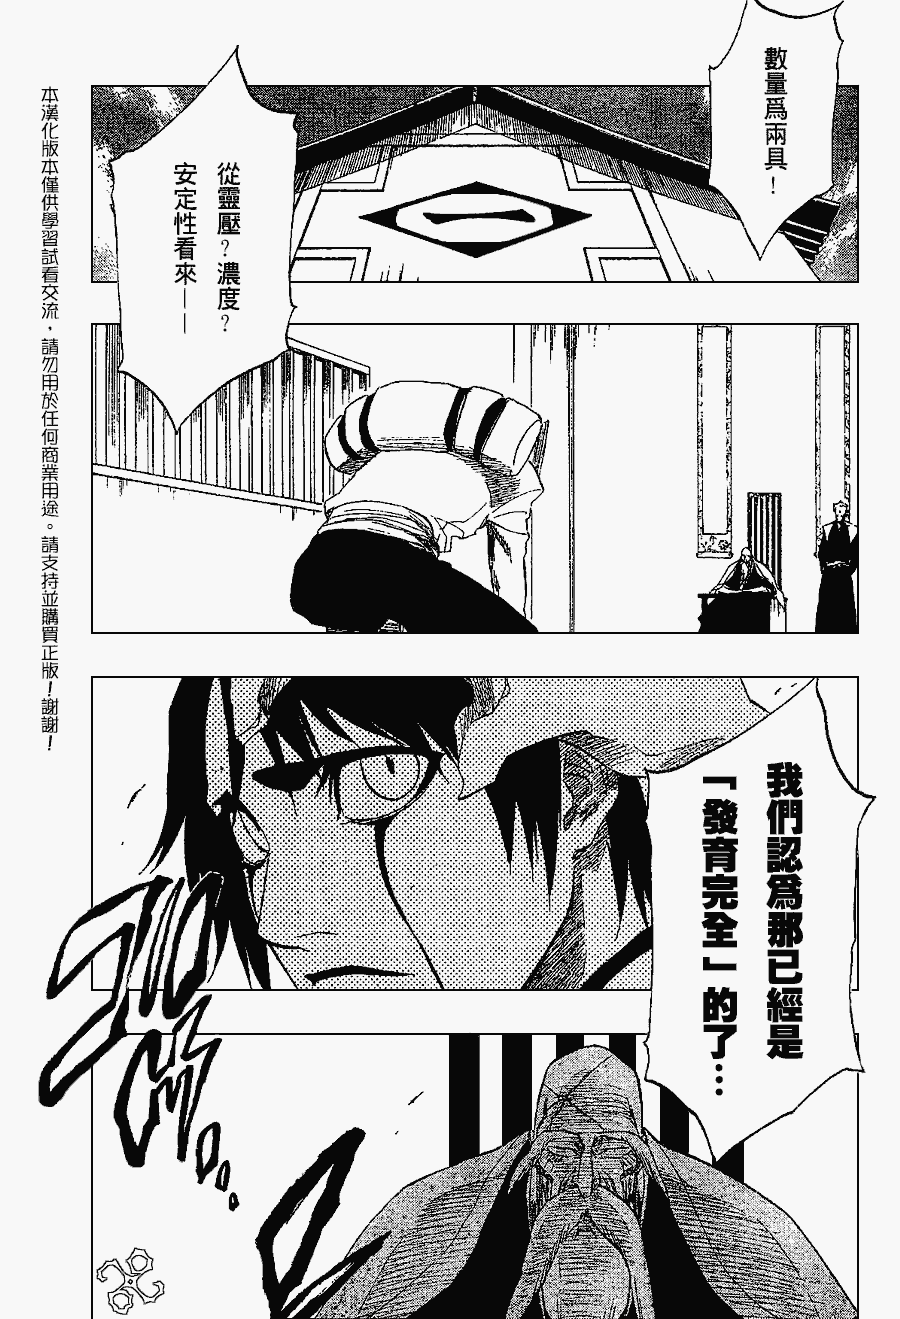 數量爲兩具！
一
從靈壓？濃度？
安定性看來——
我們認爲那已經是
「發育完全」的了…
本漢化版本僅供學習試看交流，請勿用於任何商業用途。請支持並購買正版！謝謝！